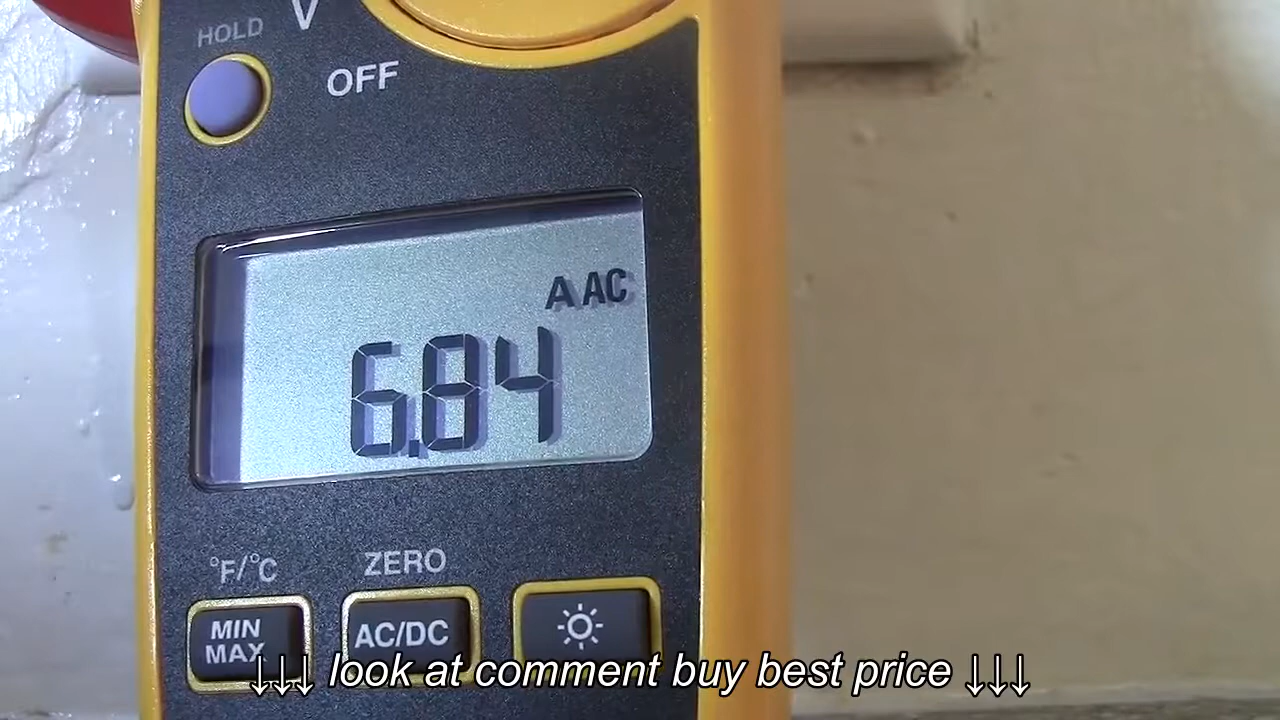 HOLD
V
OFF
A AC
6.84
°F/°C
ZERO
MIN
MAX
AC/DC
↓↓↓ look at comment buy best price ↓↓↓